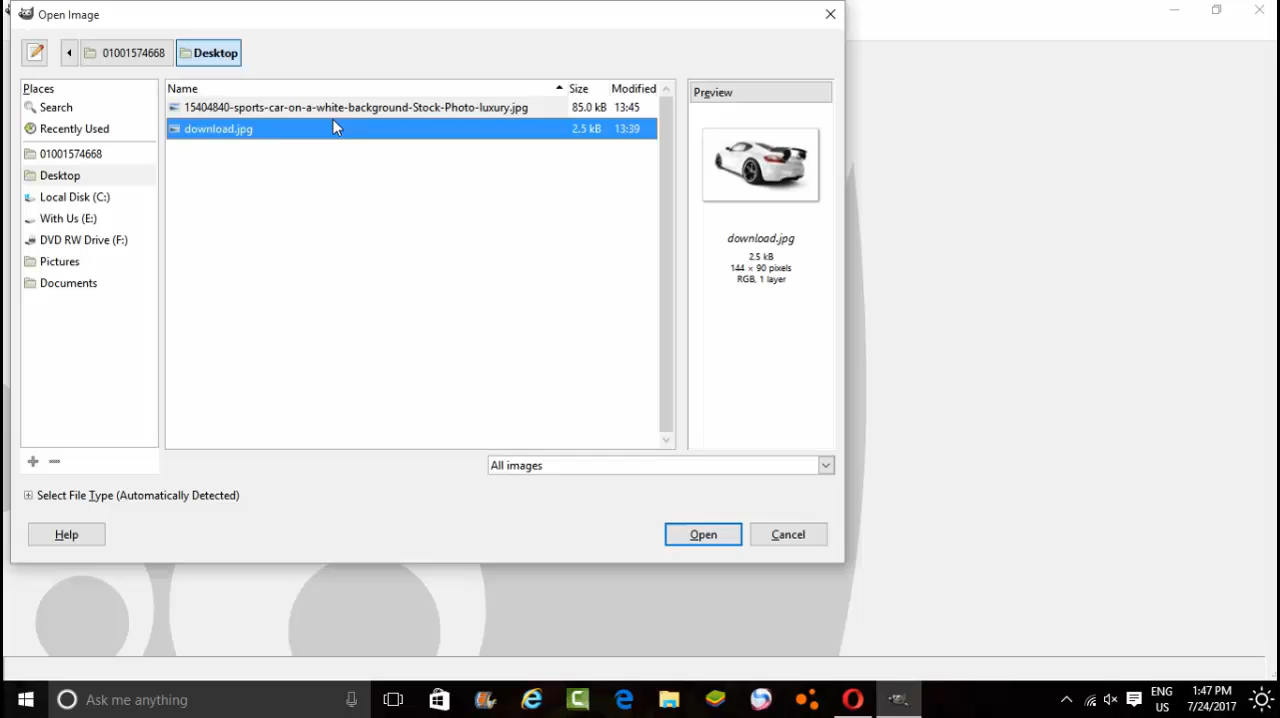 Open Image
01001574668 Desktop
Places
Search
Recently Used
01001574668
Desktop
Local Disk (C:)
With Us (E:)
DVD RW Drive (F:)
Pictures
Documents
Name Size Modified
15404840-sports-car-on-a-white-background-Stock-Photo-luxury.jpg 85.0 kB 13:45
download.jpg 2.5 kB 13:39
Preview
download.jpg
2.5 kB
144 × 90 pixels
RGB, 1 layer
All images
Select File Type (Automatically Detected)
Help Open Cancel
Ask me anything
ENG
US
1:47 PM
7/24/2017